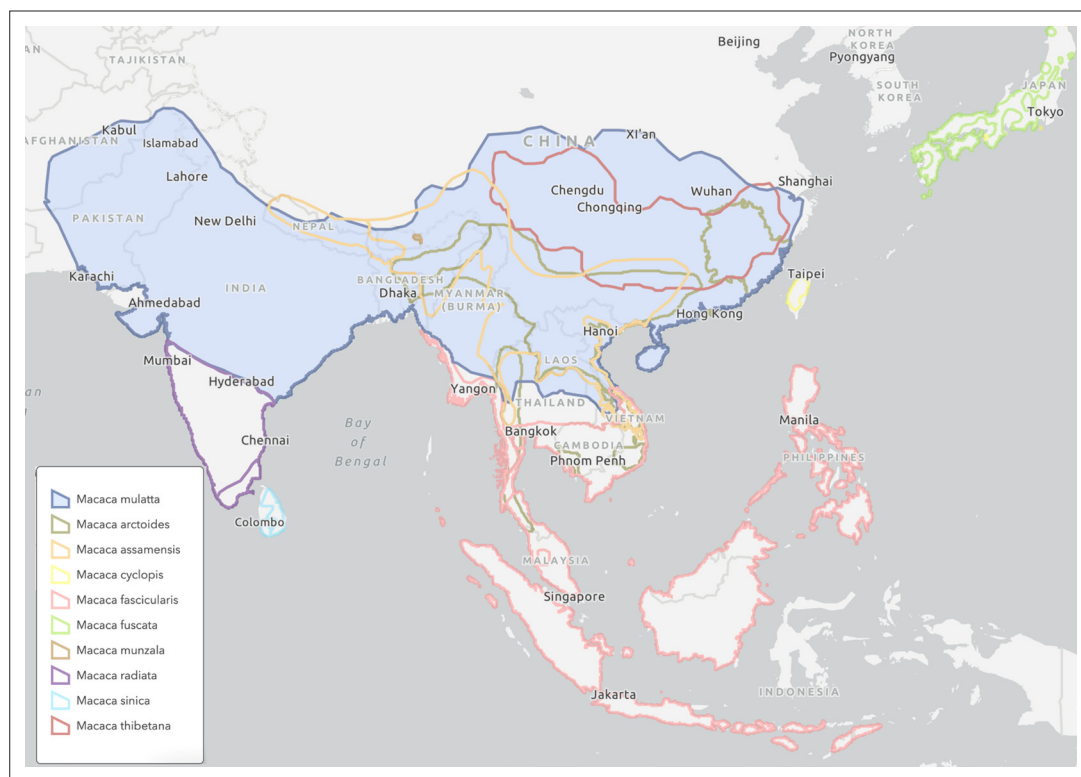 Beijing
NORTH
KOREA
Pyongyang
TAJIKISTAN
SOUTH
KOREA
JAPAN
Tokyo
Kabul
AFGHANISTAN
Islamabad
CHINA
XI'an
Lahore
Chengdu
Wuhan
Shanghai
Chongqing
PAKISTAN
New Delhi
NEPAL
Karachi
BANGLADESH
Taipei
INDIA
Dhaka
MYANMAR
(BURMA)
Ahmedabad
Hong Kong
Hanoi
LAOS
Mumbai
Hyderabad
Yangon
THAILAND
VIETNAM
Manila
Bay
of
Bengal
Chennai
Bangkok
CAMBODIA
Phnom Penh
PHILIPPINES
Colombo
MALAYSIA
Singapore
Jakarta
INDONESIA
Macaca mulatta
Macaca arctoides
Macaca assamensis
Macaca cyclopis
Macaca fascicularis
Macaca fuscata
Macaca munzala
Macaca radiata
Macaca sinica
Macaca thibetana